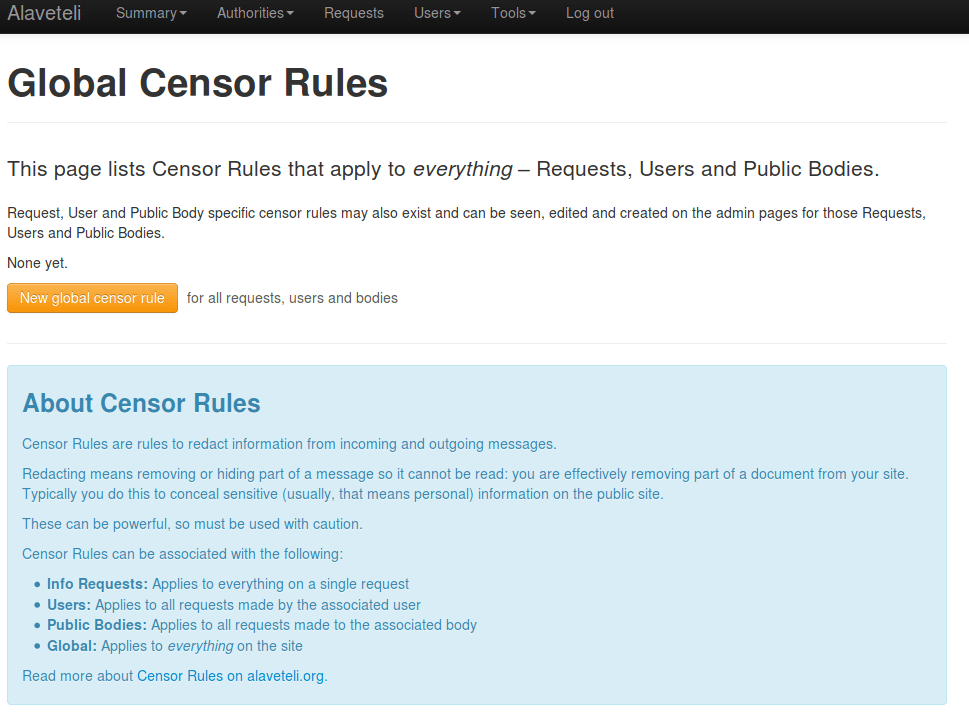 Alaveteli Summary Authorities Requests Users Tools Log out
Global Censor Rules
This page lists Censor Rules that apply to everything – Requests, Users and Public Bodies.
Request, User and Public Body specific censor rules may also exist and can be seen, edited and created on the admin pages for those Requests,
Users and Public Bodies.
None yet.
New global censor rule for all requests, users and bodies
About Censor Rules
Censor Rules are rules to redact information from incoming and outgoing messages.
Redacting means removing or hiding part of a message so it cannot be read: you are effectively removing part of a document from your site.
Typically you do this to conceal sensitive (usually, that means personal) information on the public site.
These can be powerful, so must be used with caution.
Censor Rules can be associated with the following:
• Info Requests: Applies to everything on a single request
• Users: Applies to all requests made by the associated user
• Public Bodies: Applies to all requests made to the associated body
• Global: Applies to everything on the site
Read more about Censor Rules on alaveteli.org.